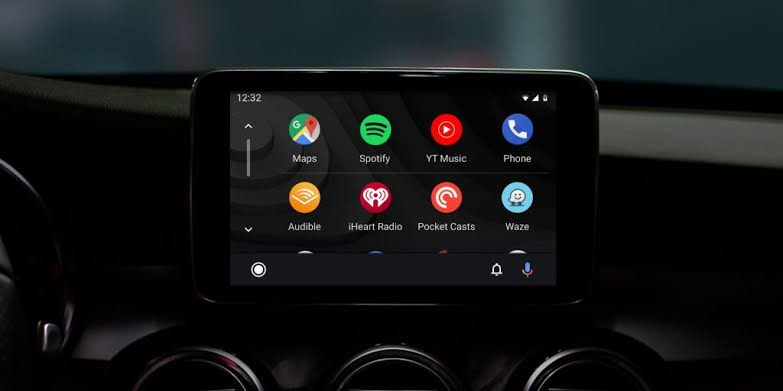 12:32
Maps Spotify YT Music Phone
Audible iHeart Radio Pocket Casts Waze